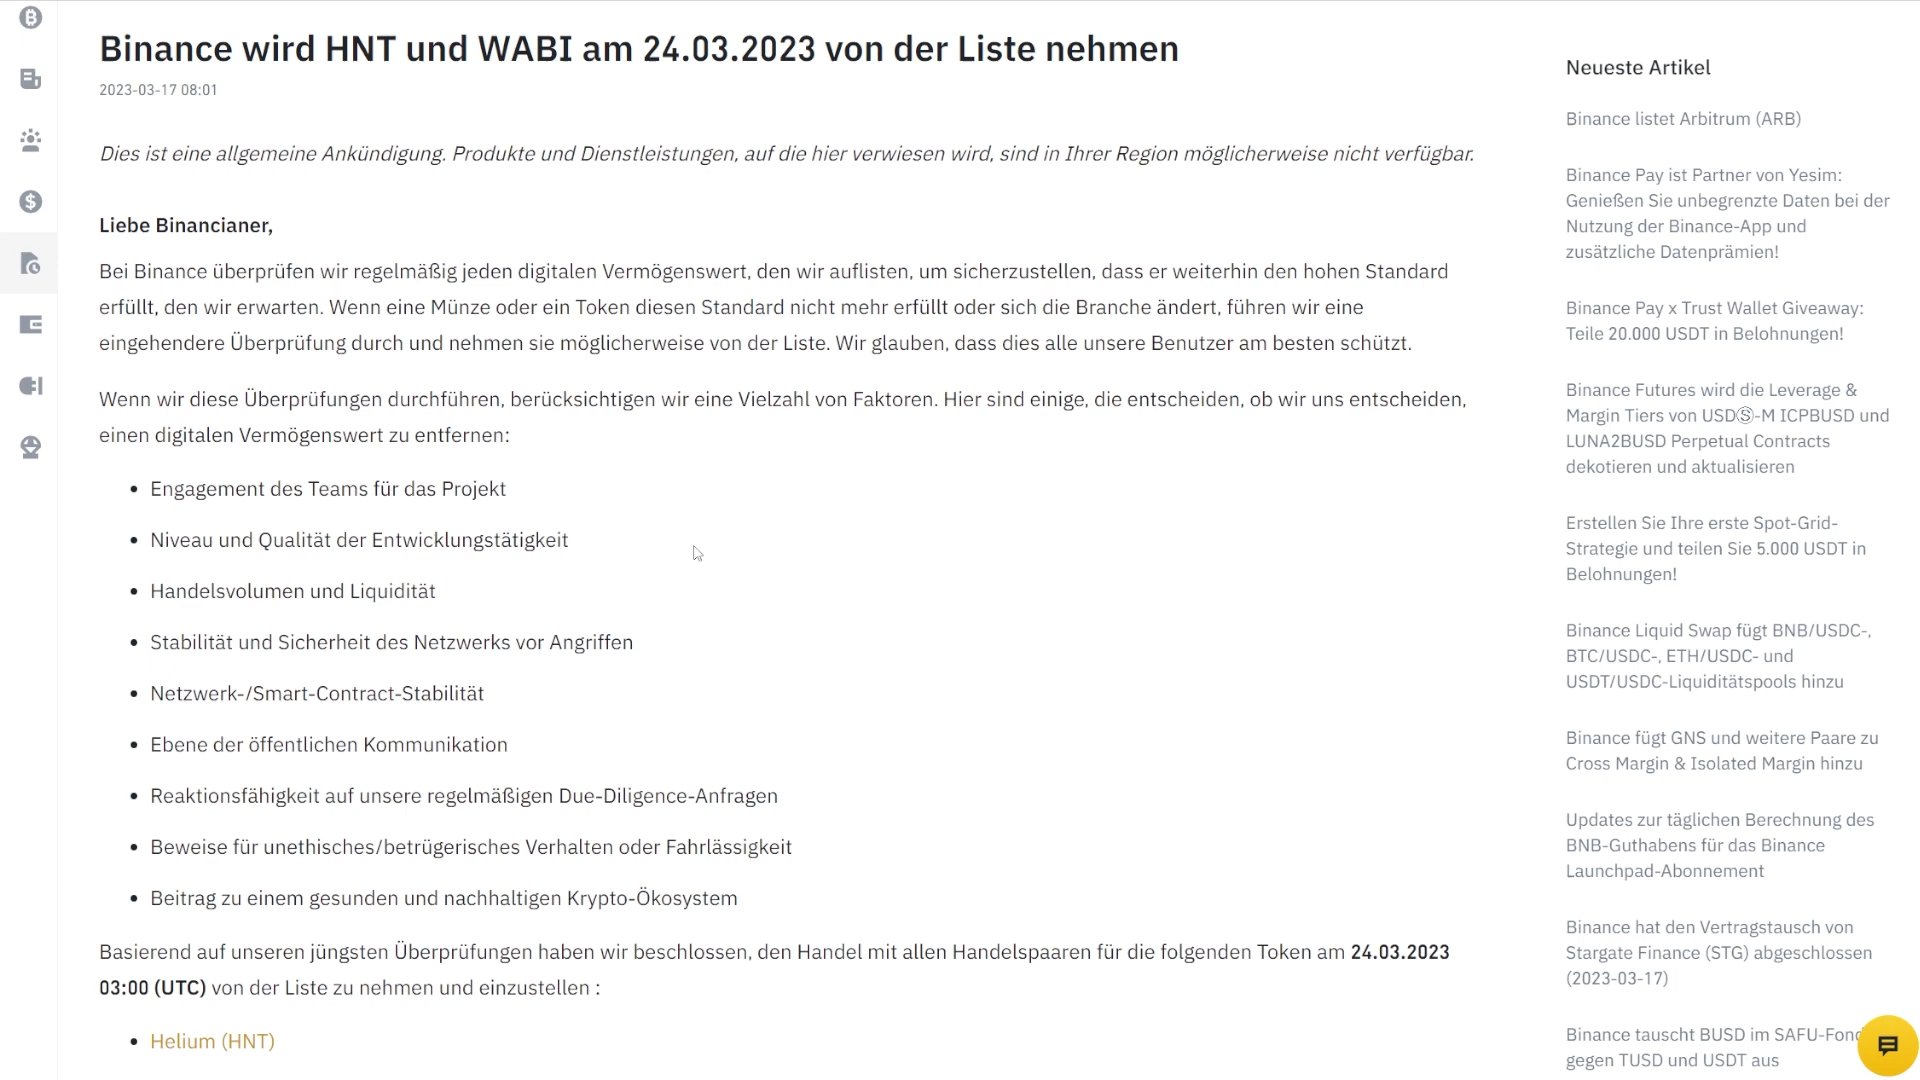 Binance wird HNT und WABI am 24.03.2023 von der Liste nehmen
2023-03-17 08:01
Dies ist eine allgemeine Ankündigung. Produkte und Dienstleistungen, auf die hier verwiesen wird, sind in Ihrer Region möglicherweise nicht verfügbar.
Liebe Binancianer,
Bei Binance überprüfen wir regelmäßig jeden digitalen Vermögenswert, den wir auflisten, um sicherzustellen, dass er weiterhin den hohen Standard
erfüllt, den wir erwarten. Wenn eine Münze oder ein Token diesen Standard nicht mehr erfüllt oder sich die Branche ändert, führen wir eine
eingehendere Überprüfung durch und nehmen sie möglicherweise von der Liste. Wir glauben, dass dies alle unsere Benutzer am besten schützt.
Wenn wir diese Überprüfungen durchführen, berücksichtigen wir eine Vielzahl von Faktoren. Hier sind einige, die entscheiden, ob wir uns entscheiden,
einen digitalen Vermögenswert zu entfernen:
• Engagement des Teams für das Projekt
• Niveau und Qualität der Entwicklungstätigkeit
• Handelsvolumen und Liquidität
• Stabilität und Sicherheit des Netzwerks vor Angriffen
• Netzwerk-/Smart-Contract-Stabilität
• Ebene der öffentlichen Kommunikation
• Reaktionsfähigkeit auf unsere regelmäßigen Due-Diligence-Anfragen
• Beweise für unethisches/betrügerisches Verhalten oder Fahrlässigkeit
• Beitrag zu einem gesunden und nachhaltigen Krypto-Ökosystem
Basierend auf unseren jüngsten Überprüfungen haben wir beschlossen, den Handel mit allen Handelspaaren für die folgenden Token am 24.03.2023
03:00 (UTC) von der Liste zu nehmen und einzustellen :
• Helium (HNT)
Neueste Artikel
Binance listet Arbitrum (ARB)
Binance Pay ist Partner von Yesim:
Genießen Sie unbegrenzte Daten bei der
Nutzung der Binance-App und
zusätzliche Datenprämien!
Binance Pay x Trust Wallet Giveaway:
Teile 20.000 USDT in Belohnungen!
Binance Futures wird die Leverage &
Margin Tiers von USDⓈ-M ICPBUSD und
LUNA2BUSD Perpetual Contracts
dekotieren und aktualisieren
Erstellen Sie Ihre erste Spot-Grid-
Strategie und teilen Sie 5.000 USDT in
Belohnungen!
Binance Liquid Swap fügt BNB/USDC-,
BTC/USDC-, ETH/USDC- und
USDT/USDC-Liquiditätspools hinzu
Binance fügt GNS und weitere Paare zu
Cross Margin & Isolated Margin hinzu
Updates zur täglichen Berechnung des
BNB-Guthabens für das Binance
Launchpad-Abonnement
Binance hat den Vertragstausch von
Stargate Finance (STG) abgeschlossen
(2023-03-17)
Binance tauscht BUSD im SAFU-Fond
gegen TUSD und USDT aus